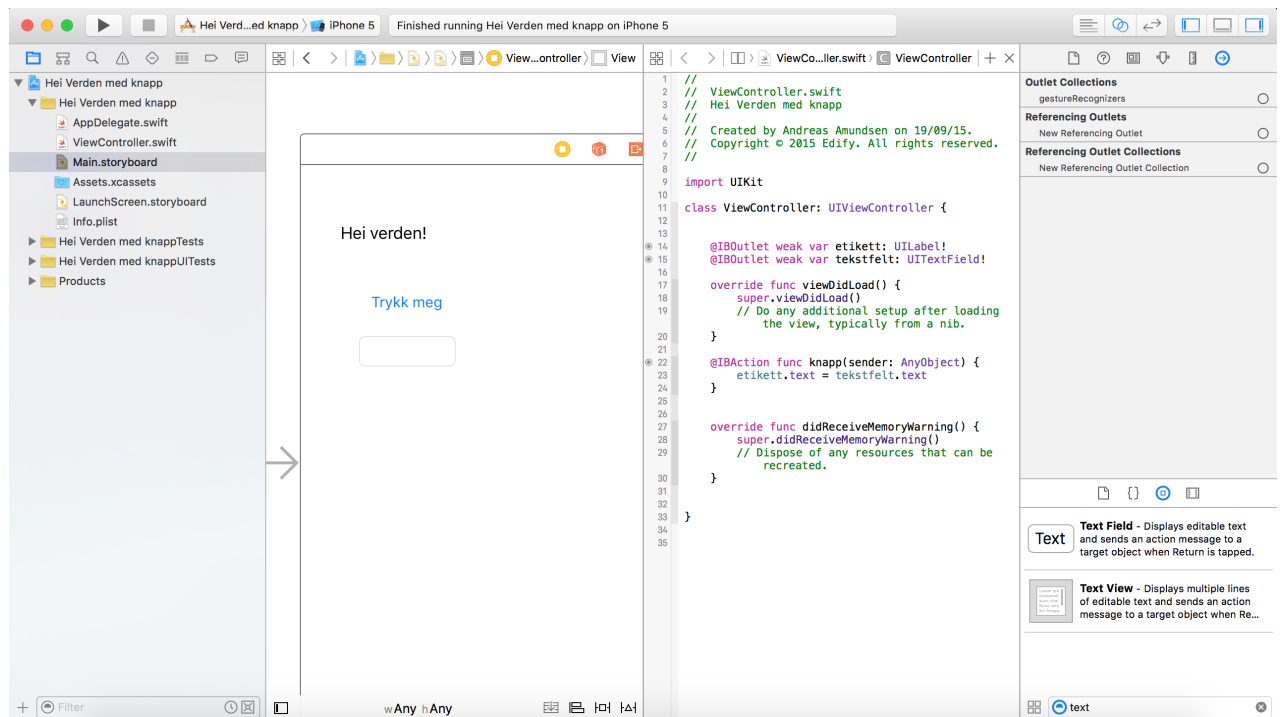 Hei Verd...ed knapp
iPhone 5
Finished running Hei Verden med knapp on iPhone 5
View...ontroller
View
ViewCo...ller.swift
ViewController
Hei Verden med knapp
Hei Verden med knapp
AppDelegate.swift
ViewController.swift
Main.storyboard
Assets.xcassets
LaunchScreen.storyboard
Info.plist
Hei Verden med knappTests
Hei Verden med knappUITests
Products
Filter
Hei verden!
Trykk meg
wAny hAny
1 //
2 // ViewController.swift
3 // Hei Verden med knapp
4 //
5 // Created by Andreas Amundsen on 19/09/15.
6 // Copyright © 2015 Edify. All rights reserved.
7 //
8
9 import UIKit
10
11 class ViewController: UIViewController {
12
13
14 @IBOutlet weak var etikett: UILabel!
15 @IBOutlet weak var tekstfelt: UITextField!
16
17 override func viewDidLoad() {
18 super.viewDidLoad()
19 // Do any additional setup after loading
the view, typically from a nib.
20 }
21
22 @IBAction func knapp(sender: AnyObject) {
23 etikett.text = tekstfelt.text
24 }
25
26
27 override func didReceiveMemoryWarning() {
28 super.didReceiveMemoryWarning()
29 // Dispose of any resources that can be
recreated.
30 }
31
32
33 }
34
35
Outlet Collections
gestureRecognizers
Referencing Outlets
New Referencing Outlet
Referencing Outlet Collections
New Referencing Outlet Collection
Text
Text Field - Displays editable text
and sends an action message to a
target object when Return is tapped.
Text View - Displays multiple lines
of editable text and sends an action
message to a target object when Re...
text